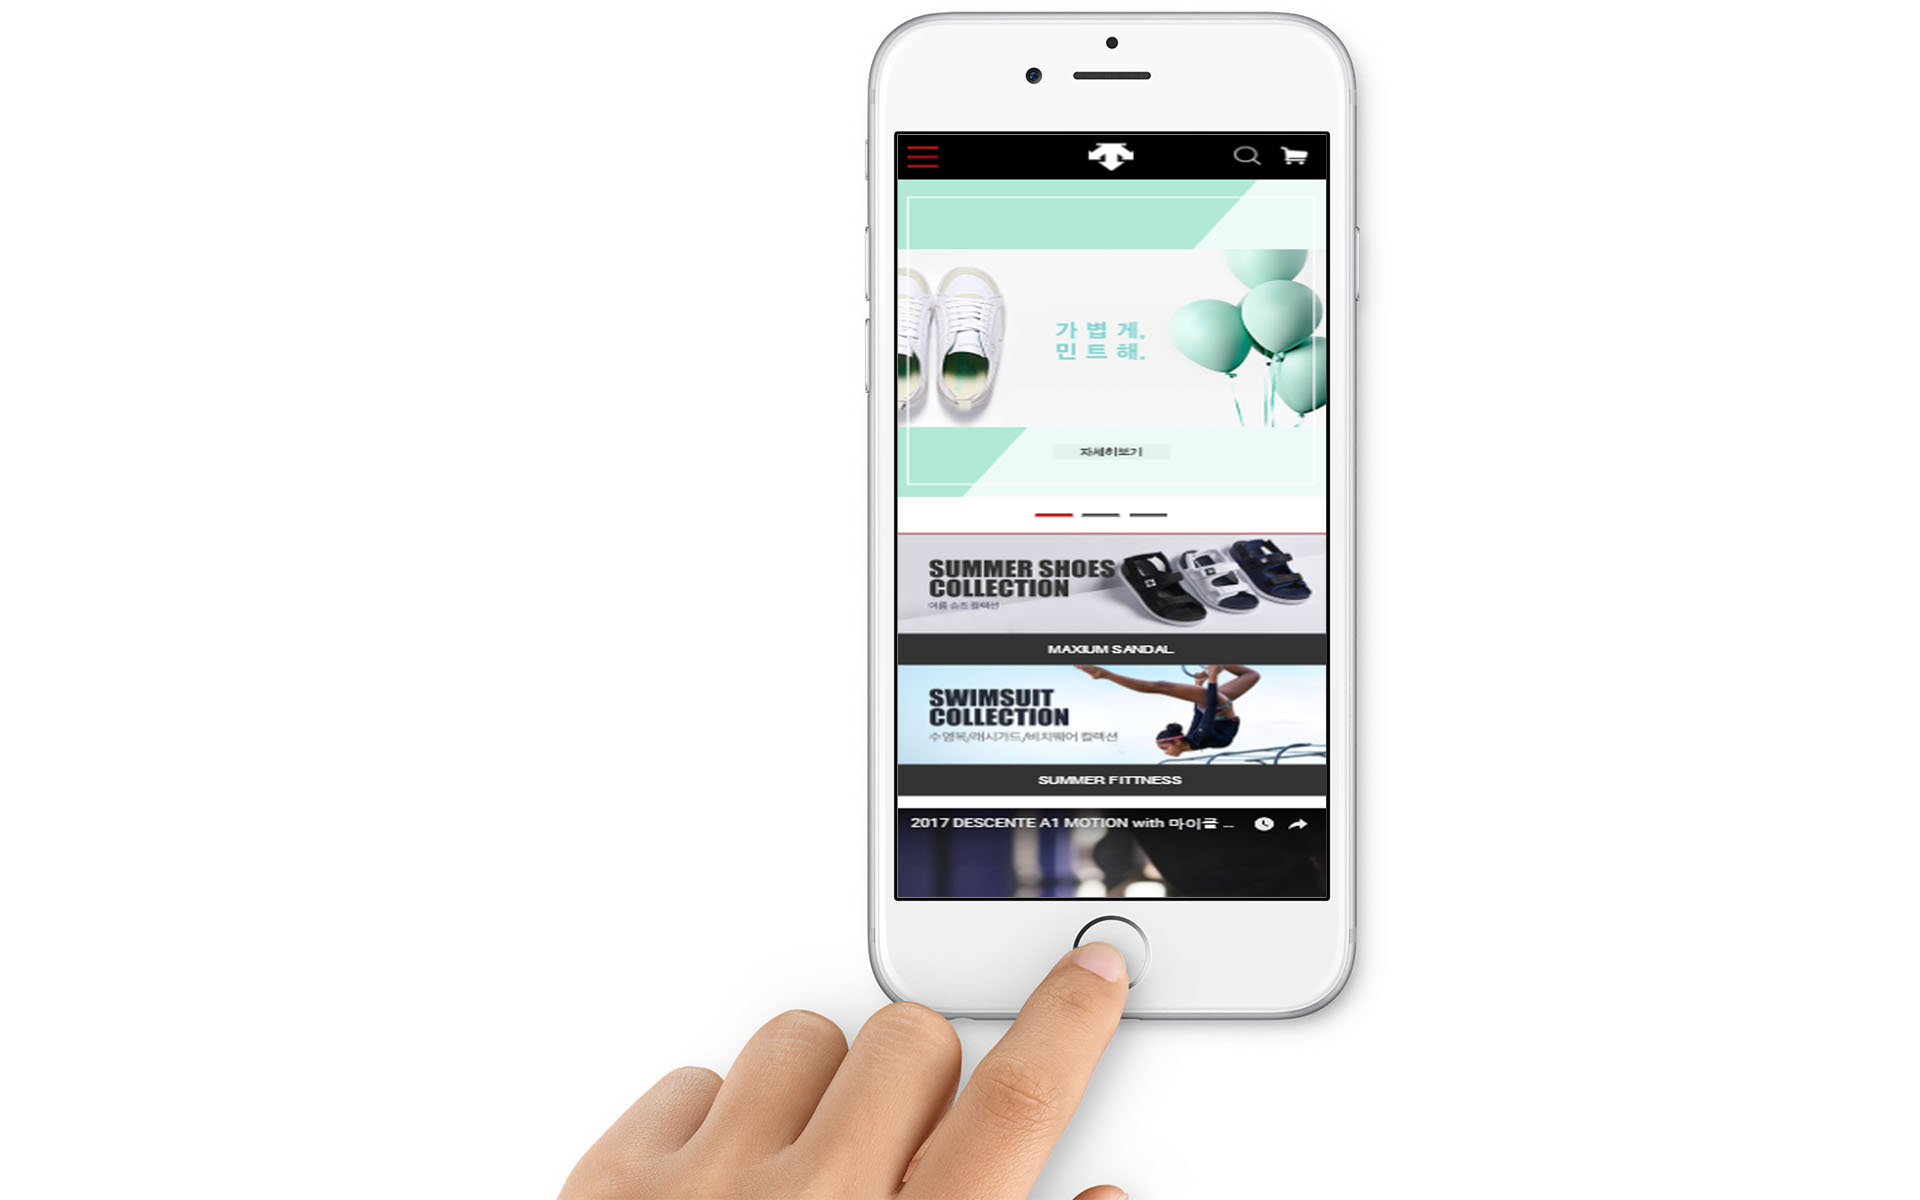 가볍게,
민트해.
자세히보기
SUMMER SHOES
COLLECTION
여름 슈즈 컬렉션
MAXIUM SANDAL
SWIMSUIT
COLLECTION
수영복/래시가드/비치웨어 컬렉션
SUMMER FITTNESS
2017 DESCENTE A1 MOTION with 마이클 ...